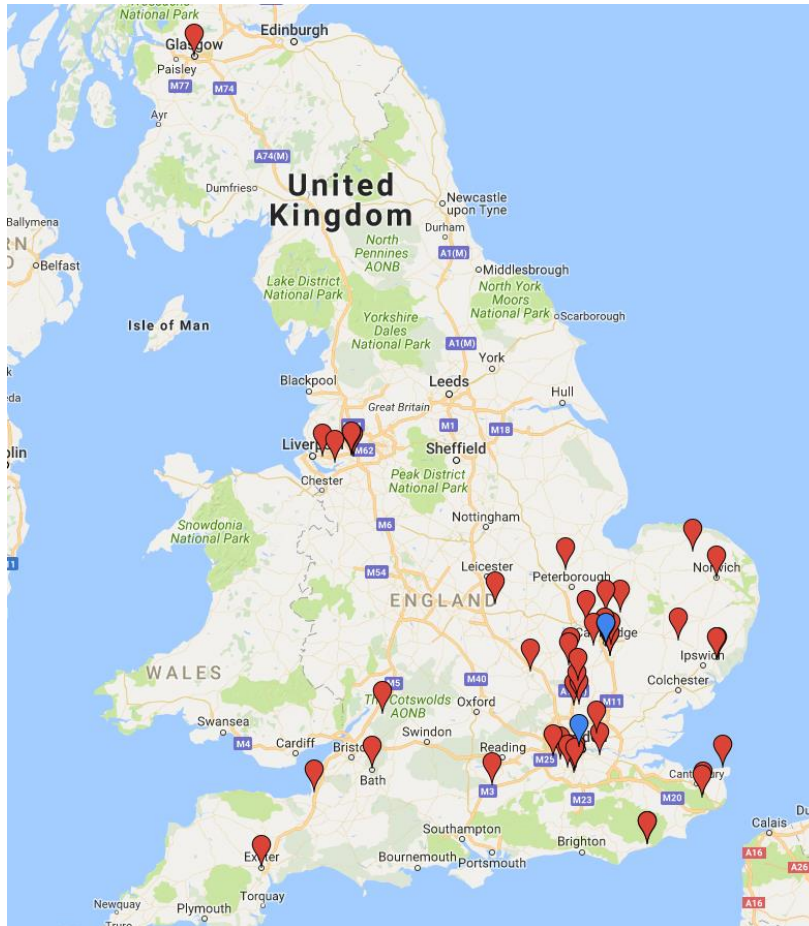 National Park
Glasgow
Edinburgh
Paisley
M77
M74
Ayr
A74(M)
Dumfries
United
Kingdom
Newcastle
upon Tyne
Ballymena
RN
Belfast
North
Pennines
AONB
Durham
A1(M)
Middlesbrough
Lake District
National Park
North York
Moors
National Park
Scarborough
Isle of Man
Yorkshire
Dales
National Park
A1(M)
York
Blackpool
Leeds
Great Britain
Hull
M1
M18
M62
Sheffield
Chester
Peak District
National Park
Snowdonia
National Park
M6
Nottingham
M54
Leicester
Peterborough
Norwich
ENGLAND
WALES
M5
M40
Ipswich
Colchester
The Cotswolds
AONB
Oxford
M11
Swansea
M4
Cardiff
Swindon
Reading
M25
Bath
M3
M23
M20
Southampton
Portsmouth
Brighton
Bournemouth
Calais
Exeter
Torquay
A16
A26
Newquay
Plymouth
A16